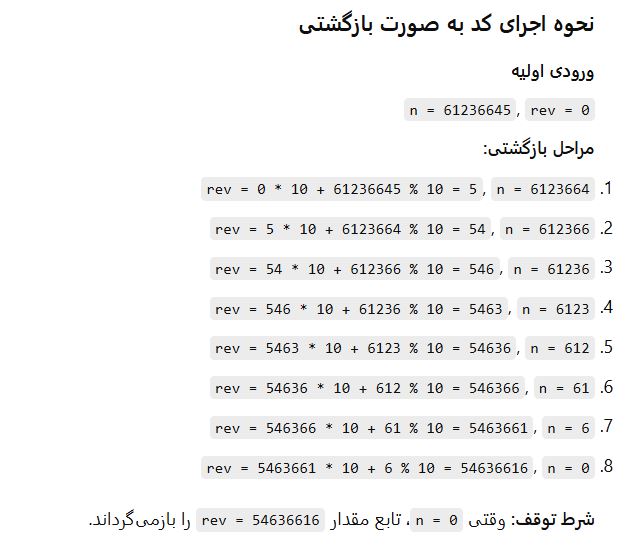 نحوه اجرای کد به صورت بازگشتی
ورودی اولیه
n = 61236645, rev = 0
مراحل بازگشتی:
1. rev = 0 * 10 + 61236645 % 10 = 5, n = 6123664
2. rev = 5 * 10 + 6123664 % 10 = 54, n = 612366
3. rev = 54 * 10 + 612366 % 10 = 546, n = 61236
4. rev = 546 * 10 + 61236 % 10 = 5463, n = 6123
5. rev = 5463 * 10 + 6123 % 10 = 54636, n = 612
6. rev = 54636 * 10 + 612 % 10 = 546366, n = 61
7. rev = 546366 * 10 + 61 % 10 = 5463661, n = 6
8. rev = 5463661 * 10 + 6 % 10 = 54636616, n = 0
شرط توقف: وقتی n = 0، تابع مقدار rev = 54636616 را بازمی‌گرداند.